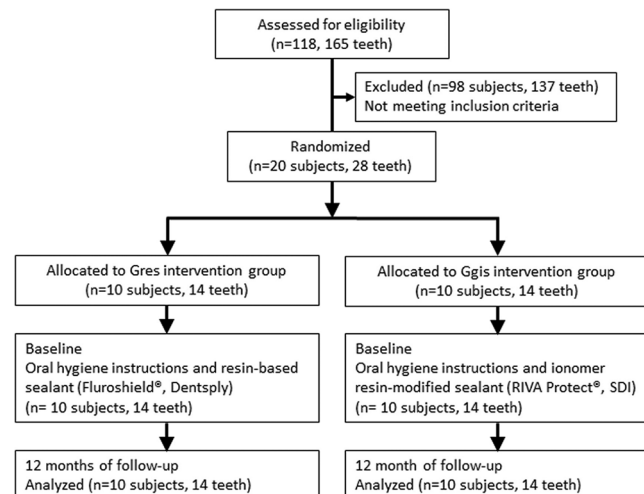 Assessed for eligibility
(n=118, 165 teeth)
Excluded (n=98 subjects, 137 teeth)
Not meeting inclusion criteria
Randomized
(n=20 subjects, 28 teeth)
Allocated to Gres intervention group
(n=10 subjects, 14 teeth)
Allocated to Ggis intervention group
(n=10 subjects, 14 teeth)
Baseline
Oral hygiene instructions and resin-based
sealant (Fluroshield®, Dentsply)
(n= 10 subjects, 14 teeth)
Baseline
Oral hygiene instructions and ionomer
resin-modified sealant (RIVA Protect®, SDI)
(n= 10 subjects, 14 teeth)
12 months of follow-up
Analyzed (n=10 subjects, 14 teeth)
12 month of follow-up
Analyzed (n=10 subjects, 14 teeth)